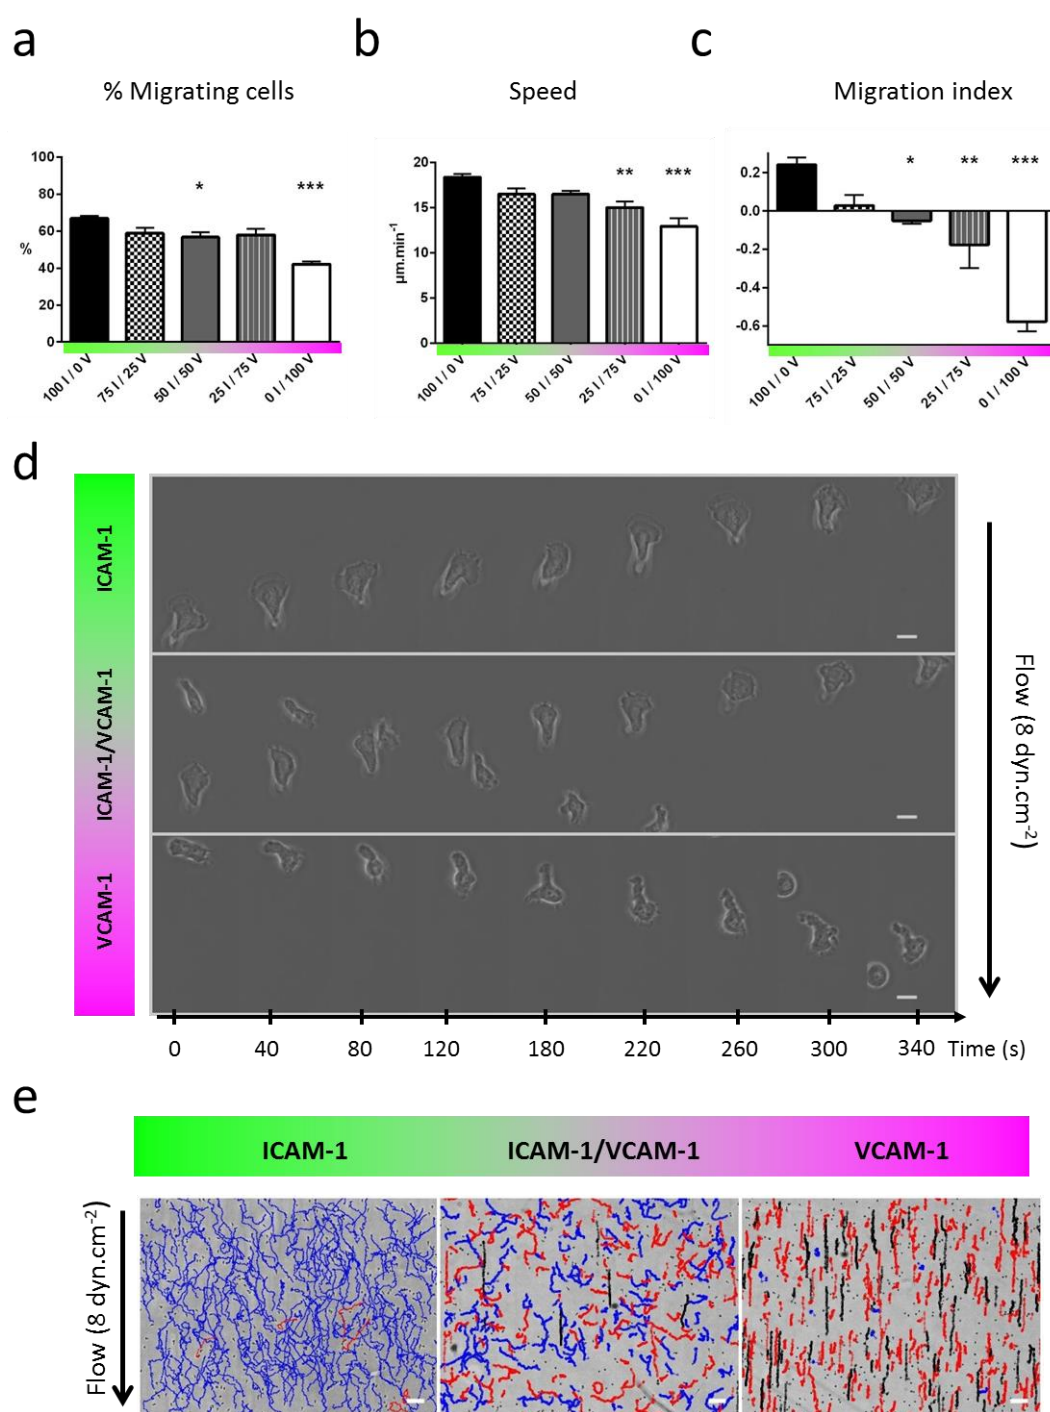 a
b
c
% Migrating cells
Speed
Migration index
100
80
60
%
40
20
0
*
***
100 I / 0 V
75 I / 25 V
50 I / 50 V
25 I / 75 V
0 I / 100 V
20
15
10
5
0
µm.min-1
**
***
100 I / 0 V
75 I / 25 V
50 I / 50 V
25 I / 75 V
0 I / 100 V
0.2
0.0
-0.2
-0.4
-0.6
*
**
***
100 I / 0 V
75 I / 25 V
50 I / 50 V
25 I / 75 V
0 I / 100 V
d
ICAM-1
ICAM-1/VCAM-1
VCAM-1
Flow (8 dyn.cm-2)
0 40 80 120 180 220 260 300 340 Time (s)
e
ICAM-1 ICAM-1/VCAM-1 VCAM-1
Flow (8 dyn.cm-2)